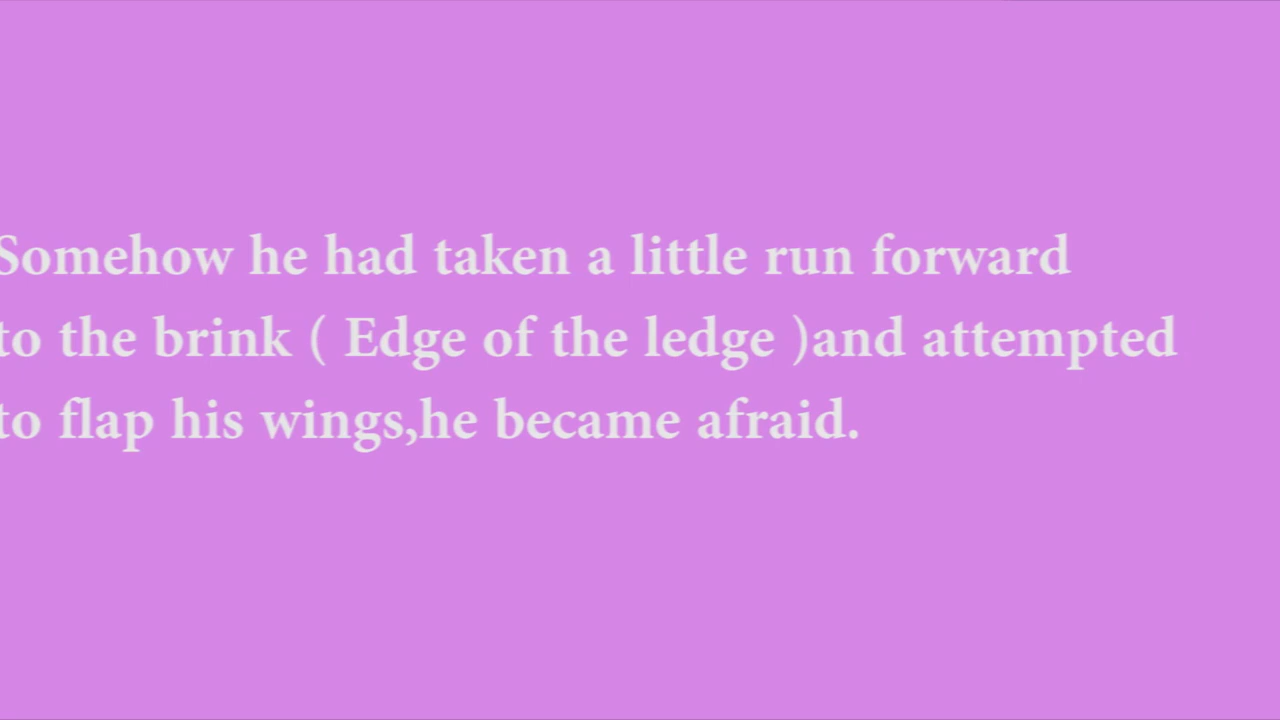 Somehow he had taken a little run forward
to the brink ( Edge of the ledge )and attempted
to flap his wings,he became afraid.